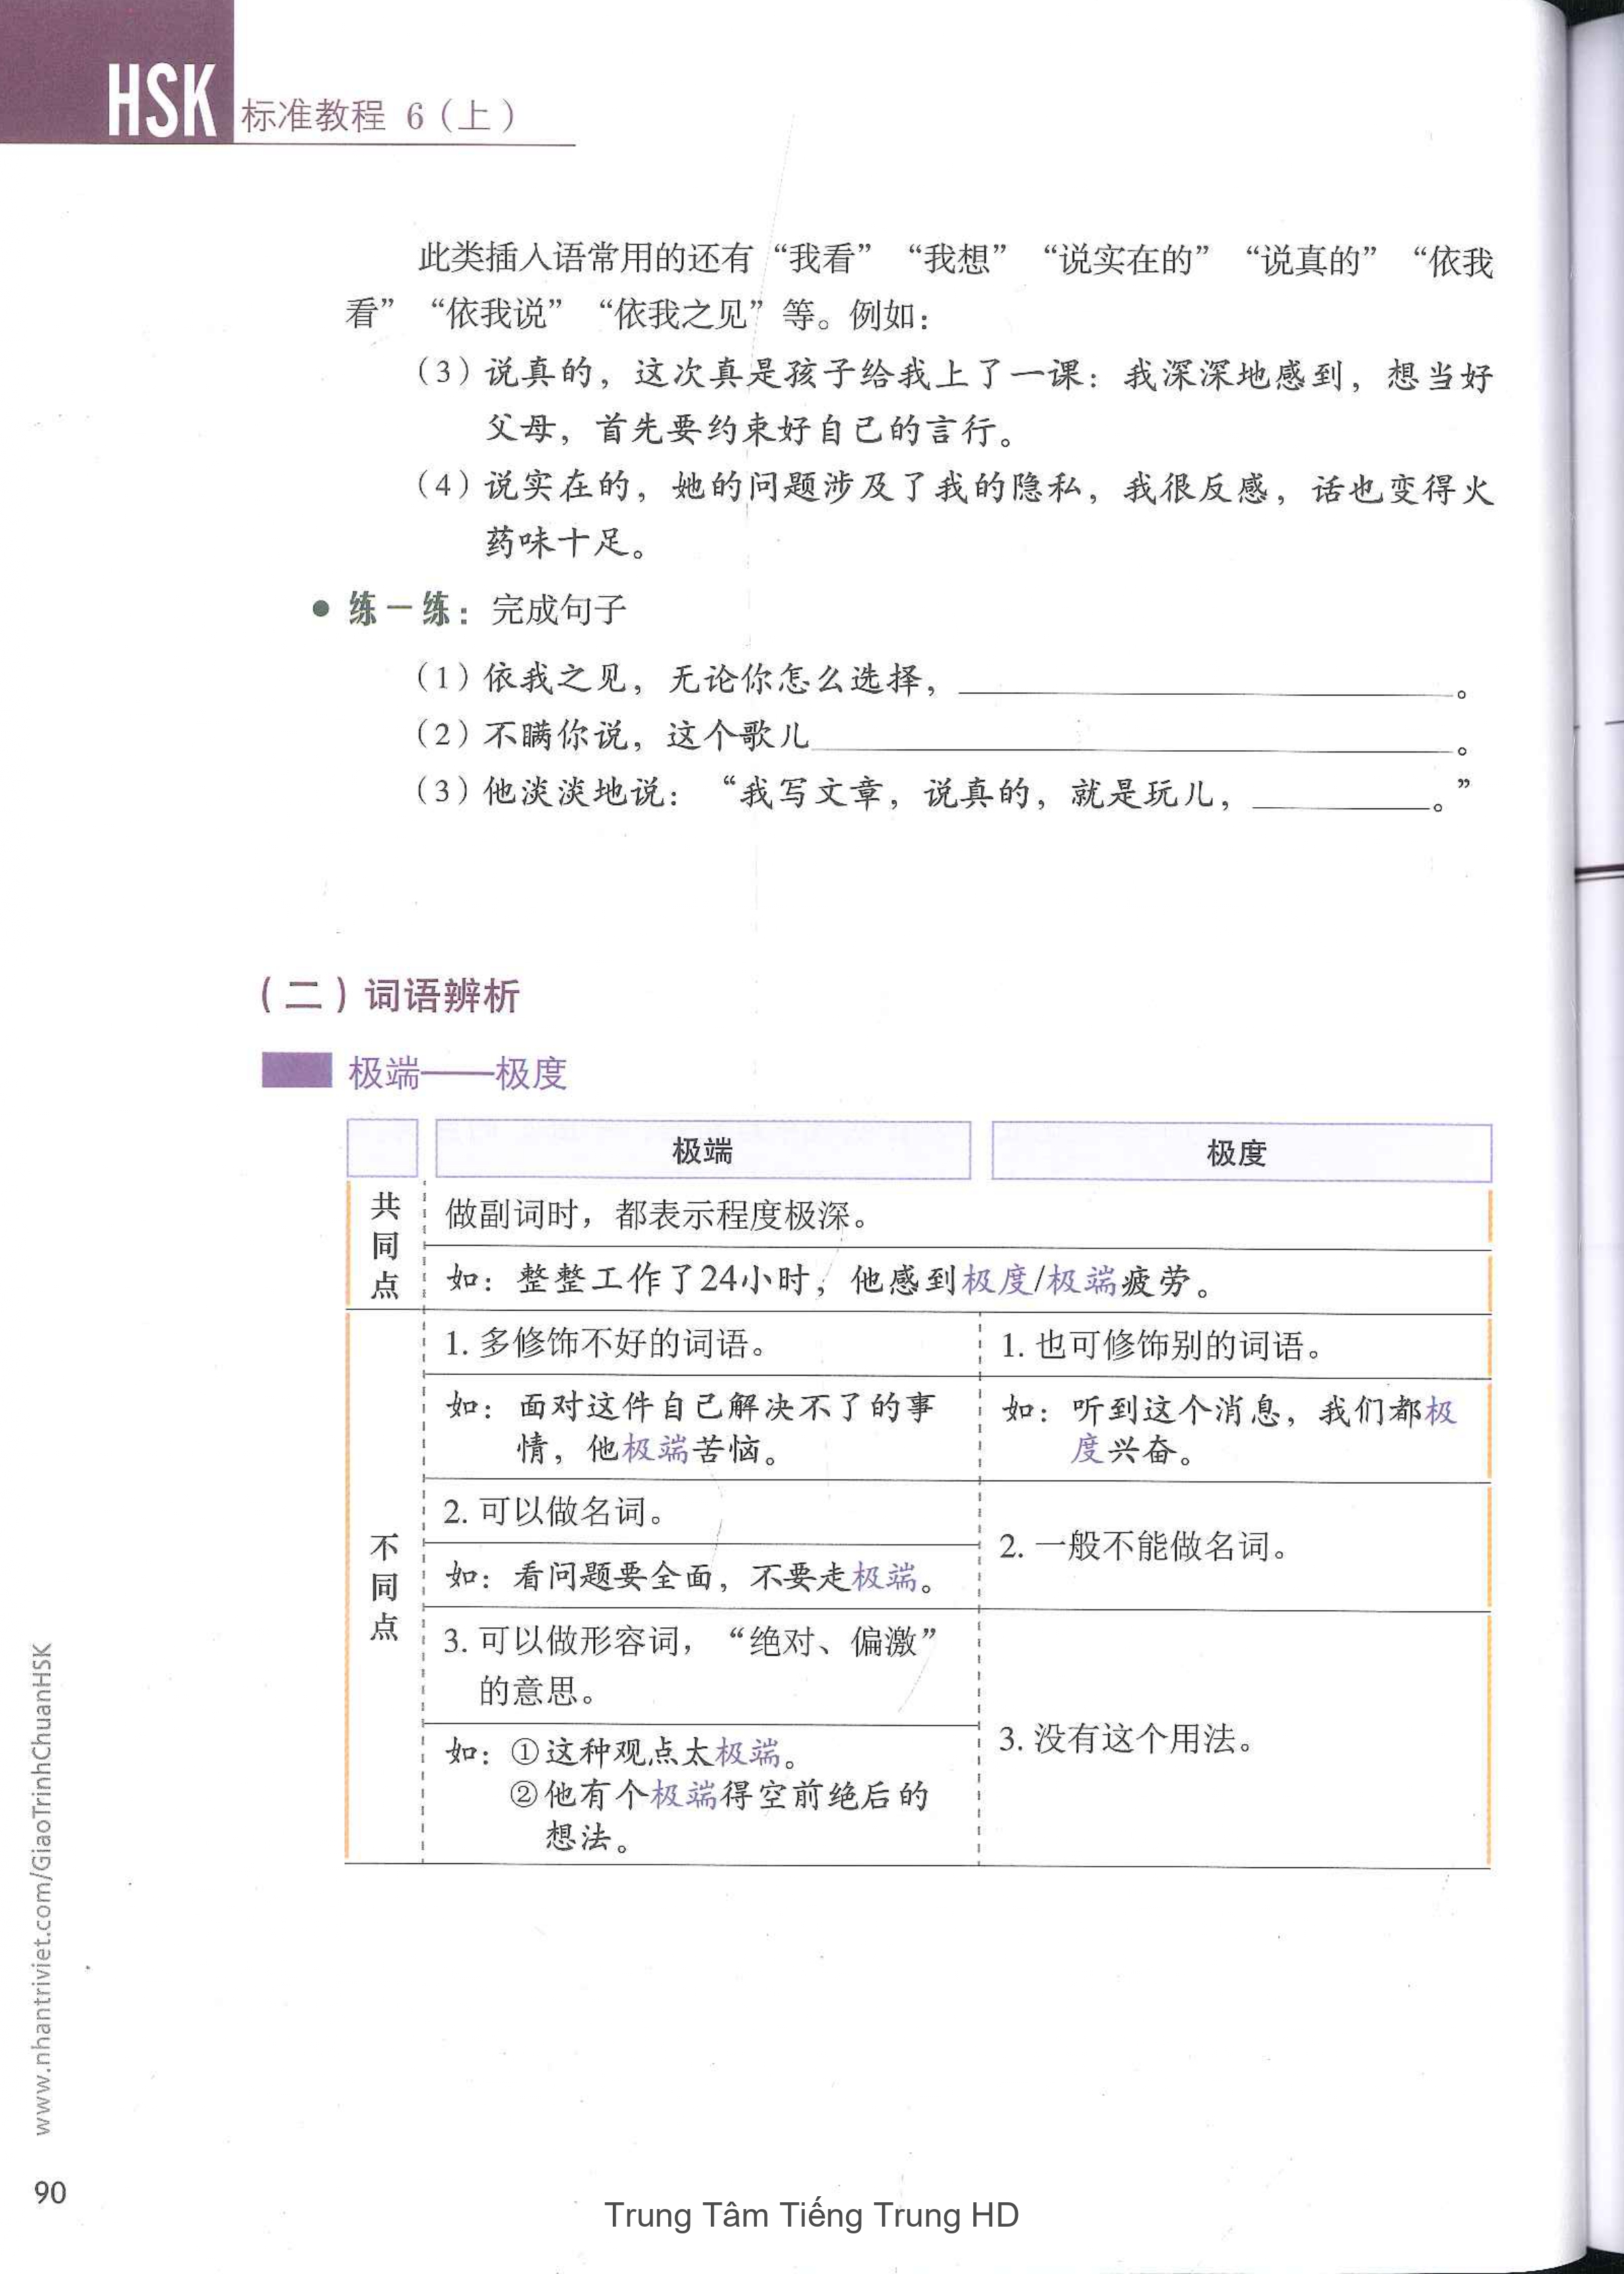 HSK 标准教程 6（上）
此类插入语常用的还有“我看”“我想”“说实在的”“说真的”“依我
看”“依我说”“依我之见”等。例如：
（3）说真的，这次真是孩子给我上了一课：我深深地感到，想当好
父母，首先要约束好自己的言行。
（4）说实在的，她的问题涉及了我的隐私，我很反感，话也变得火
药味十足。
● 练一练：完成句子
（1）依我之见，无论你怎么选择，____________。
（2）不瞒你说，这个歌儿____________。
（3）他淡淡地说：“我写文章，说真的，就是玩儿，______。”
（二）词语辨析
极端——极度
极端 极度
共同点
做副词时，都表示程度极深。
如：整整工作了24小时，他感到极度/极端疲劳。
不同点
1. 多修饰不好的词语。
1. 也可修饰别的词语。
如：面对这件自己解决不了的事
情，他极端苦恼。
如：听到这个消息，我们都极
度兴奋。
2. 可以做名词。
如：看问题要全面，不要走极端。
2. 一般不能做名词。
3. 可以做形容词，“绝对、偏激”
的意思。
如：①这种观点太极端。
②他有个极端得空前绝后的
想法。
3. 没有这个用法。
www.nhantriviet.com/GiaoTrinhChuanHSK
90
Trung Tâm Tiếng Trung HD